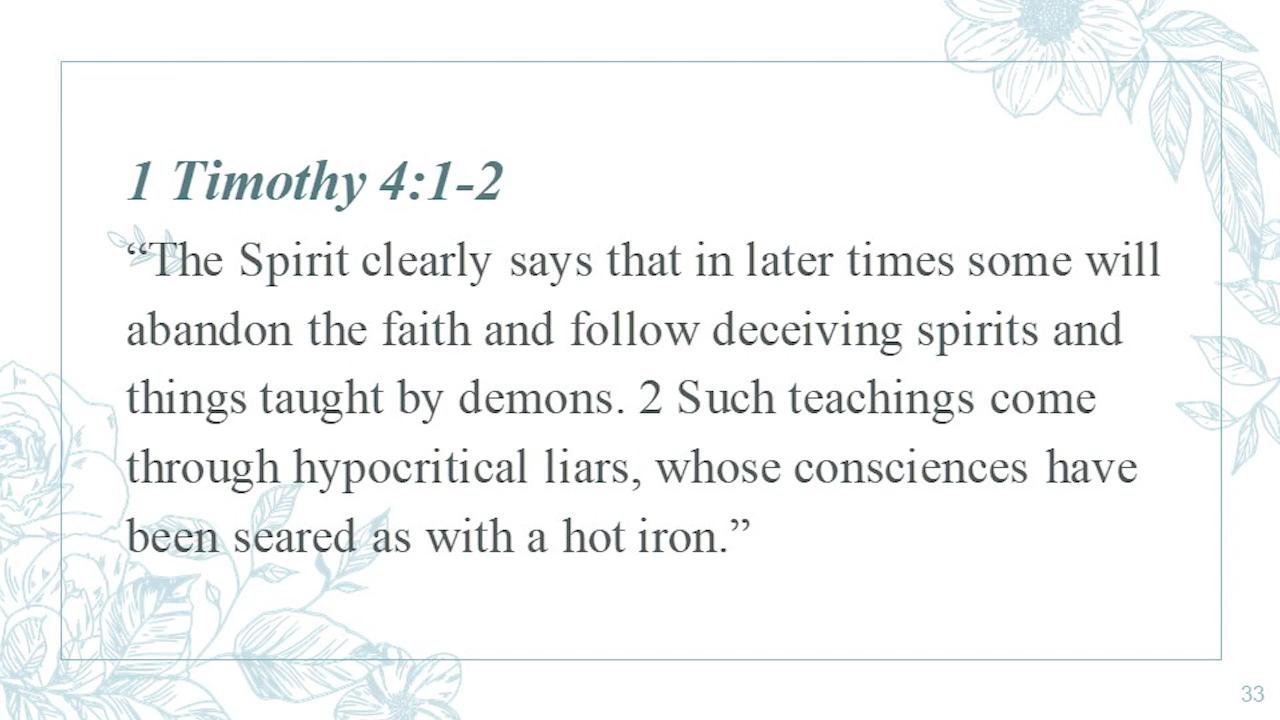 1 Timothy 4:1-2
“The Spirit clearly says that in later times some will
abandon the faith and follow deceiving spirits and
things taught by demons. 2 Such teachings come
through hypocritical liars, whose consciences have
been seared as with a hot iron.”
33